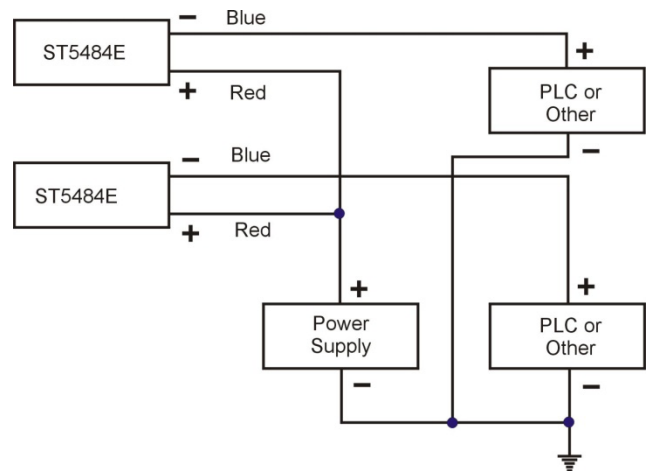 − Blue
ST5484E
+
+ Red
PLC or
Other
−
− Blue
ST5484E
+ Red
+
+
Power
Supply
PLC or
Other
−
−